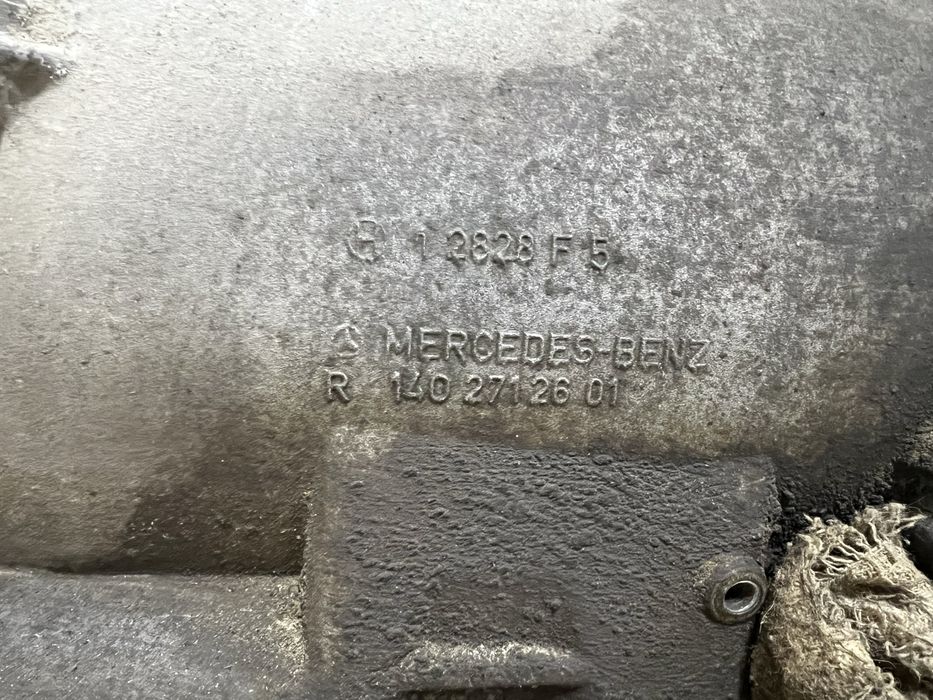 1 3828 F 5
MERCEDES-BENZ
R 140 271 26 01